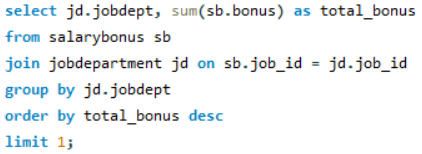 select jd.jobdept, sum(sb.bonus) as total_bonus
from salarybonus sb
join jobdepartment jd on sb.job_id = jd.job_id
group by jd.jobdept
order by total_bonus desc
limit 1;